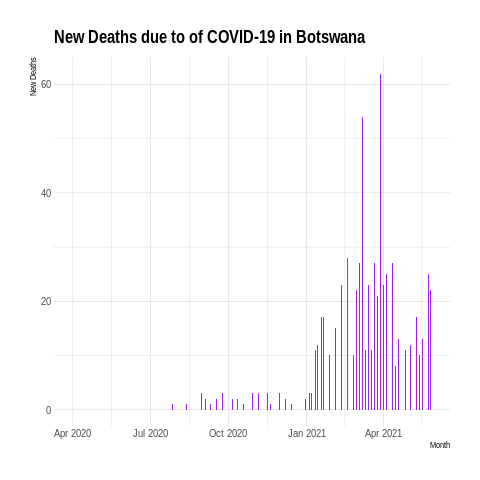 New Deaths due to of COVID-19 in Botswana
New Deaths
60
40
20
0
Apr 2020 Jul 2020 Oct 2020 Jan 2021 Apr 2021
Month